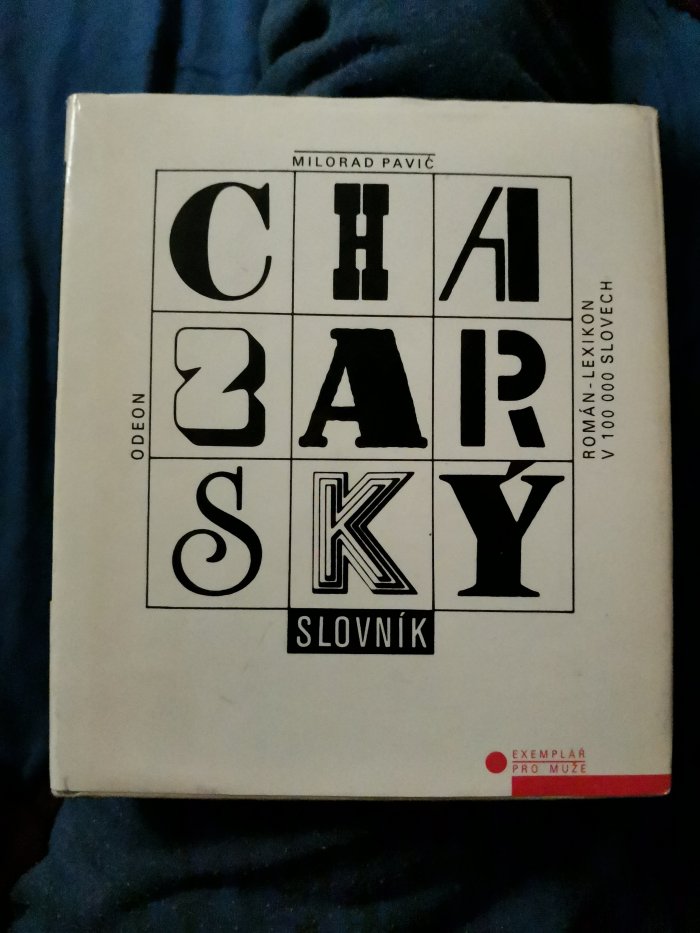 MILORAD PAVIĆ
CHA
ZAR
SKÝ
SLOVNÍK
ODEON
ROMÁN-LEXIKON
V 100 000 SLOVECH
EXEMPLÁŘ
PRO MUŽE